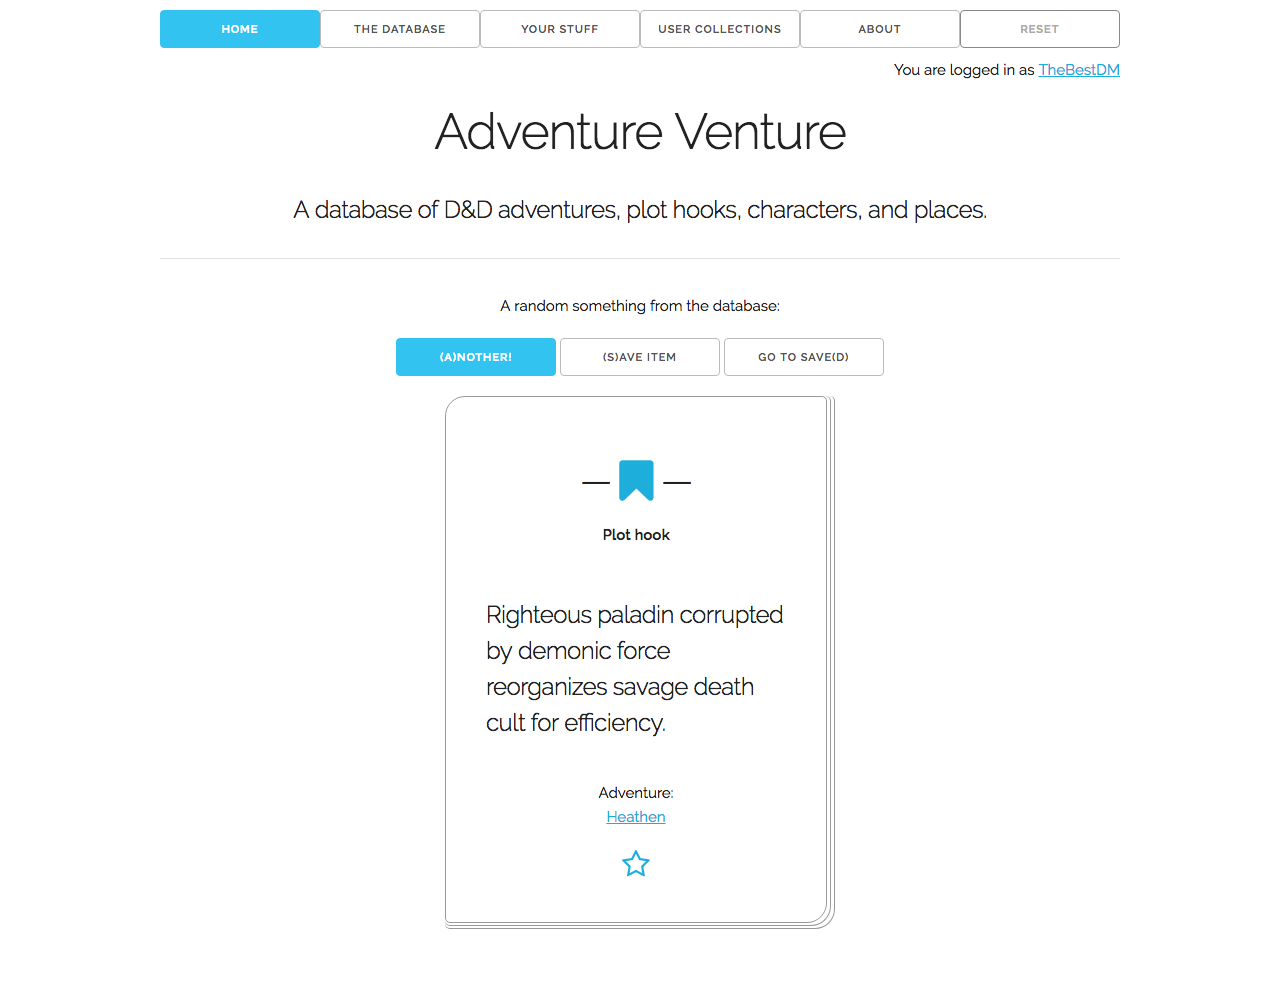 HOME THE DATABASE YOUR STUFF USER COLLECTIONS ABOUT RESET
You are logged in as TheBestDM
Adventure Venture
A database of D&D adventures, plot hooks, characters, and places.
A random something from the database:
(A)NOTHER! (S)AVE ITEM GO TO SAVE(D)
Plot hook
Righteous paladin corrupted
by demonic force
reorganizes savage death
cult for efficiency.
Adventure:
Heathen